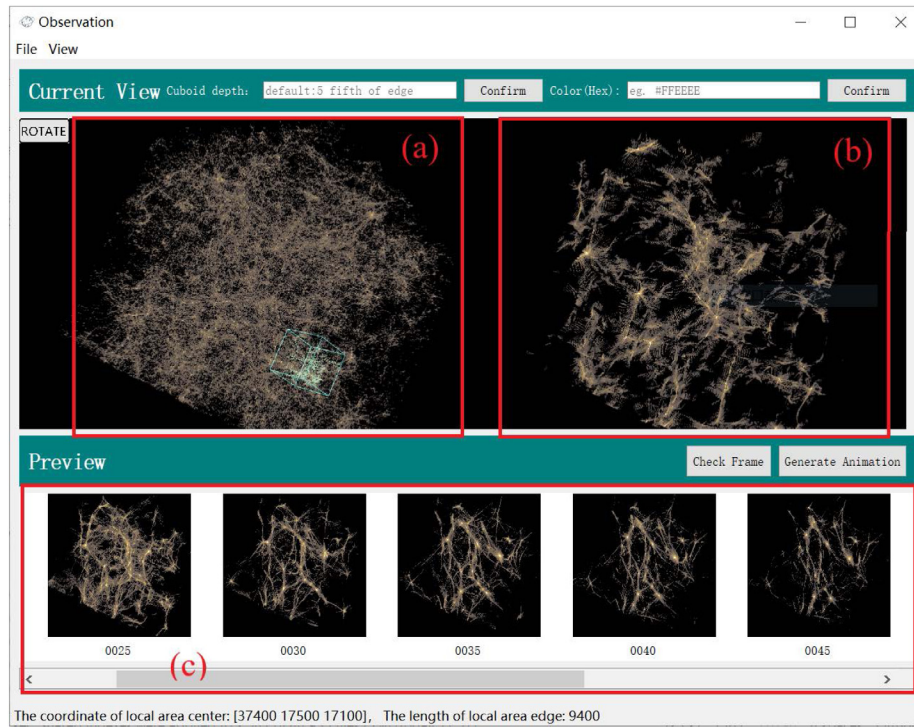 Observation
File View
Current View Cuboid depth: default:5 fifth of edge Confirm Color(Hex): eg. #FFEEEE Confirm
ROTATE
(a)
(b)
Preview Check Frame Generate Animation
0025 0030 0035 0040 0045
(c)
The coordinate of local area center: [37400 17500 17100], The length of local area edge: 9400